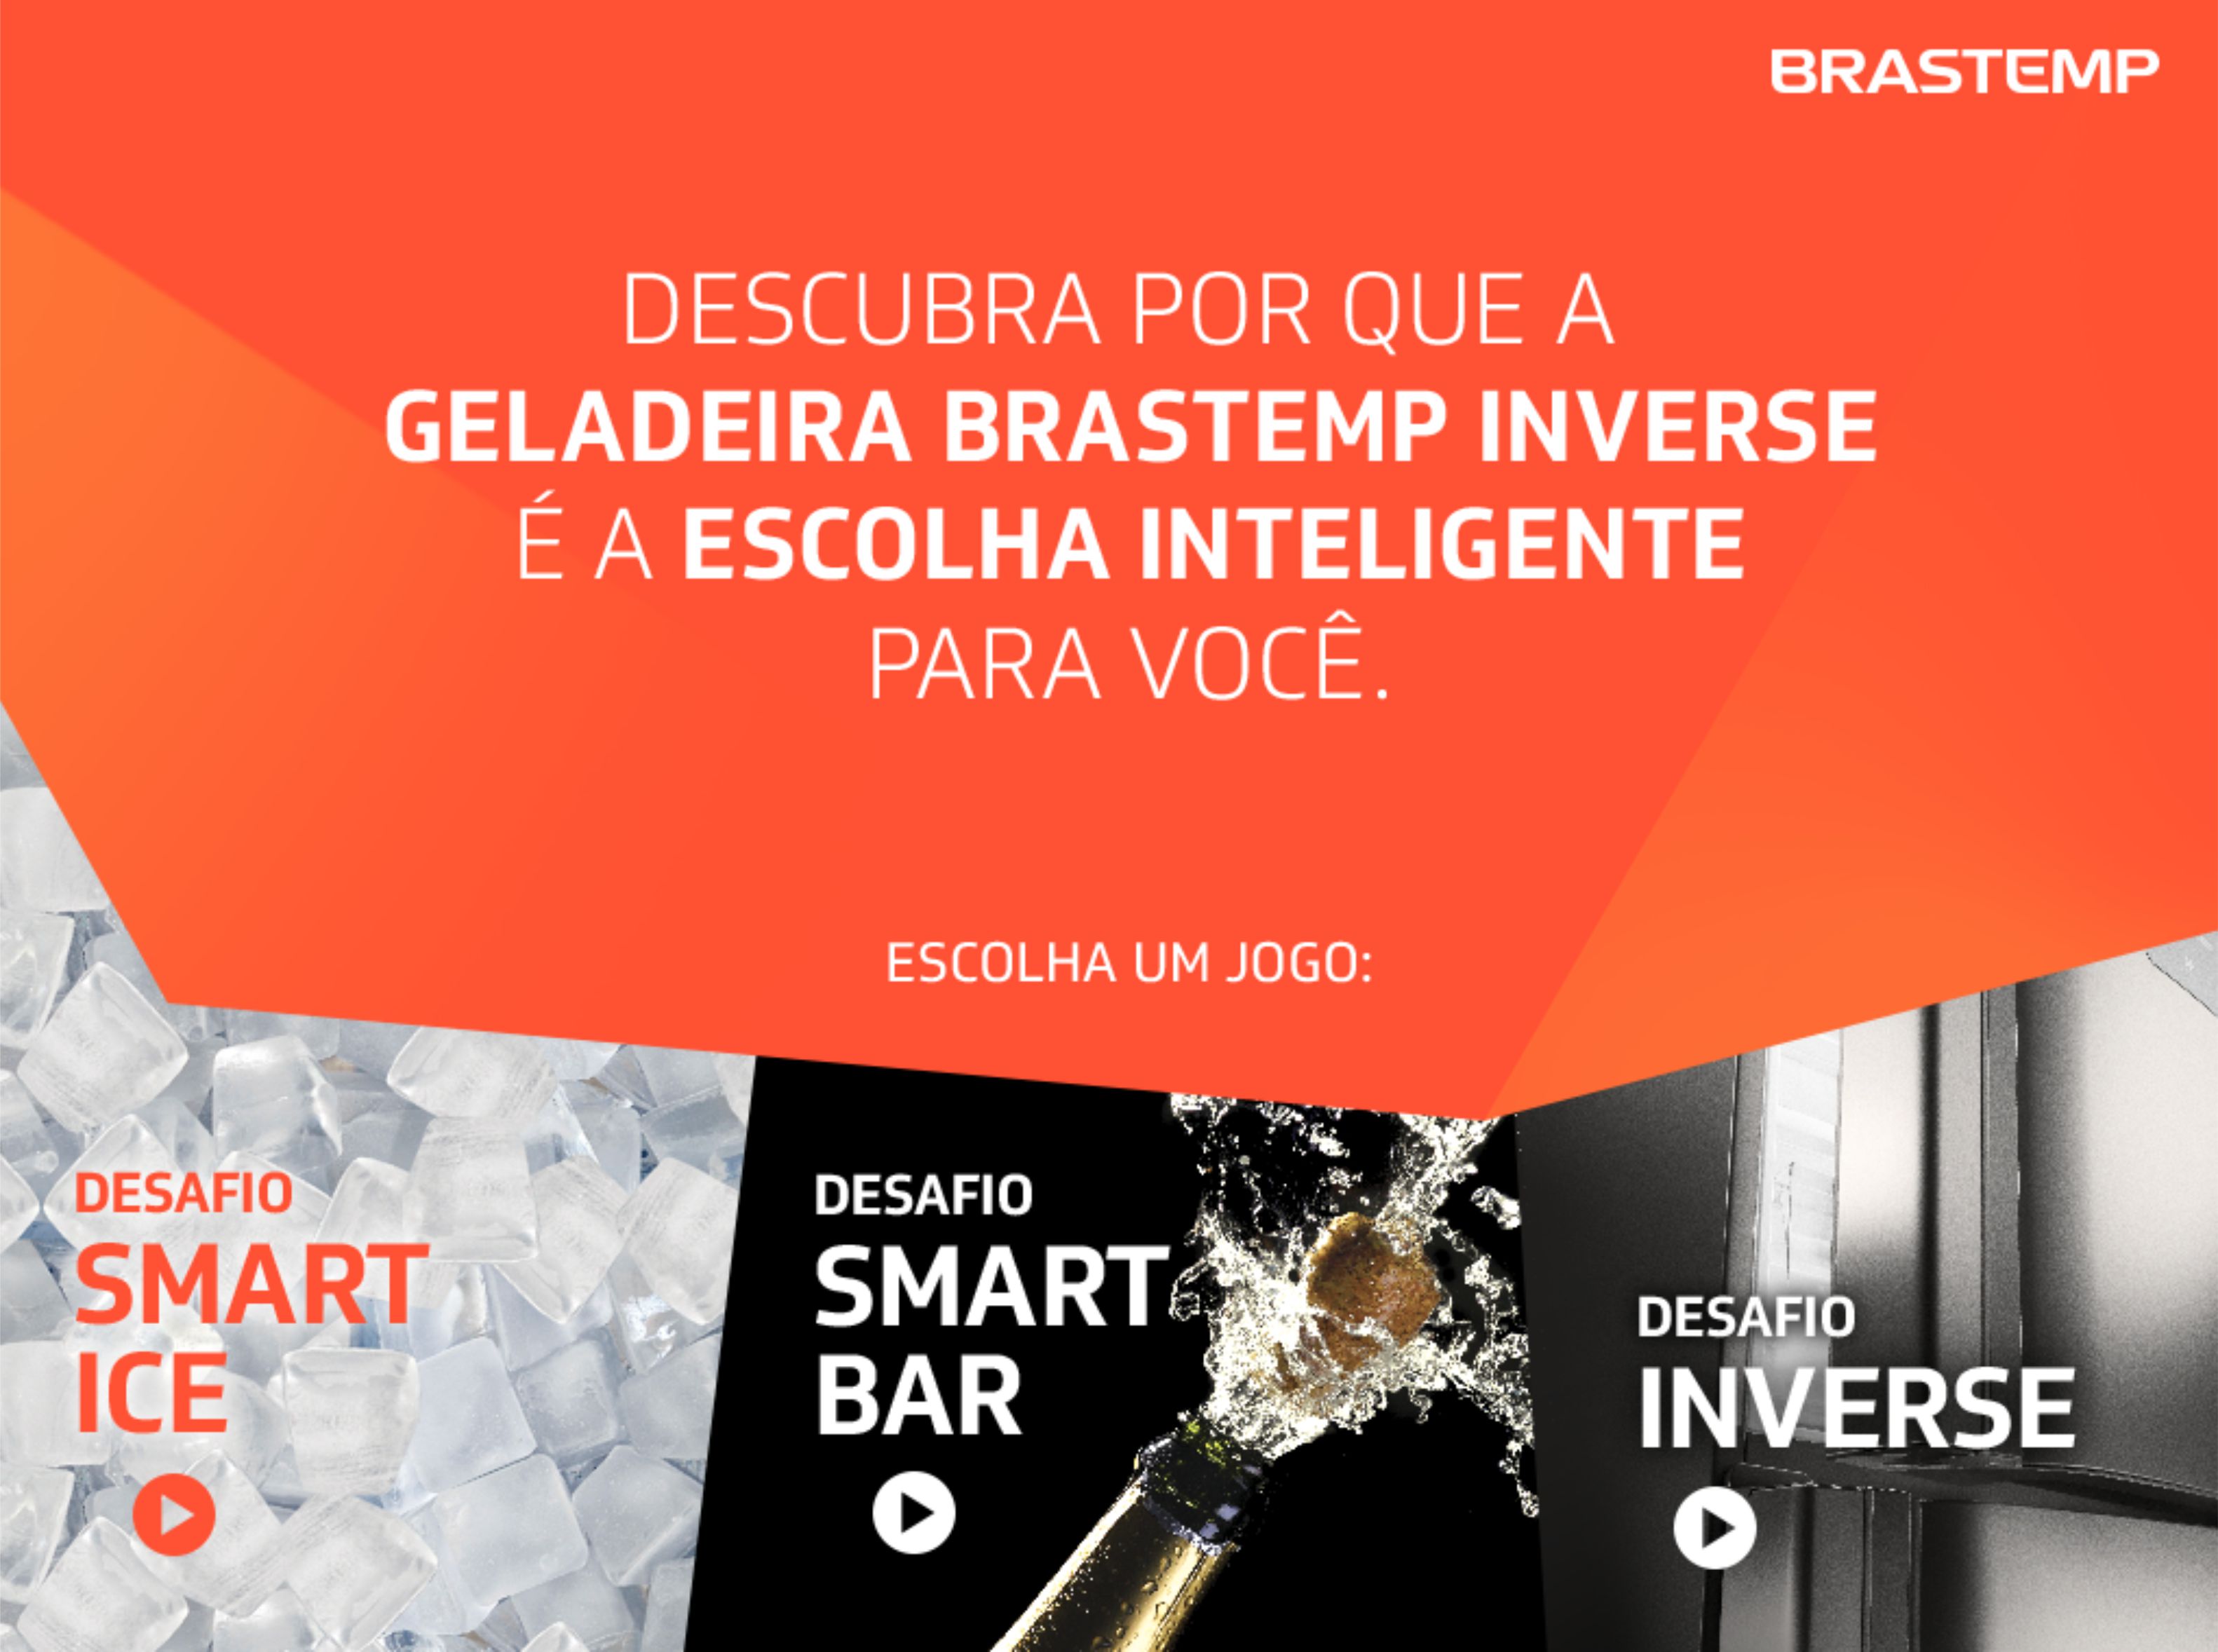 BRASTEMP
DESCUBRA POR QUE A
GELADEIRA BRASTEMP INVERSE
É A ESCOLHA INTELIGENTE
PARA VOCÊ.
ESCOLHA UM JOGO:
DESAFIO
SMART
ICE
DESAFIO
SMART
BAR
DESAFIO
INVERSE